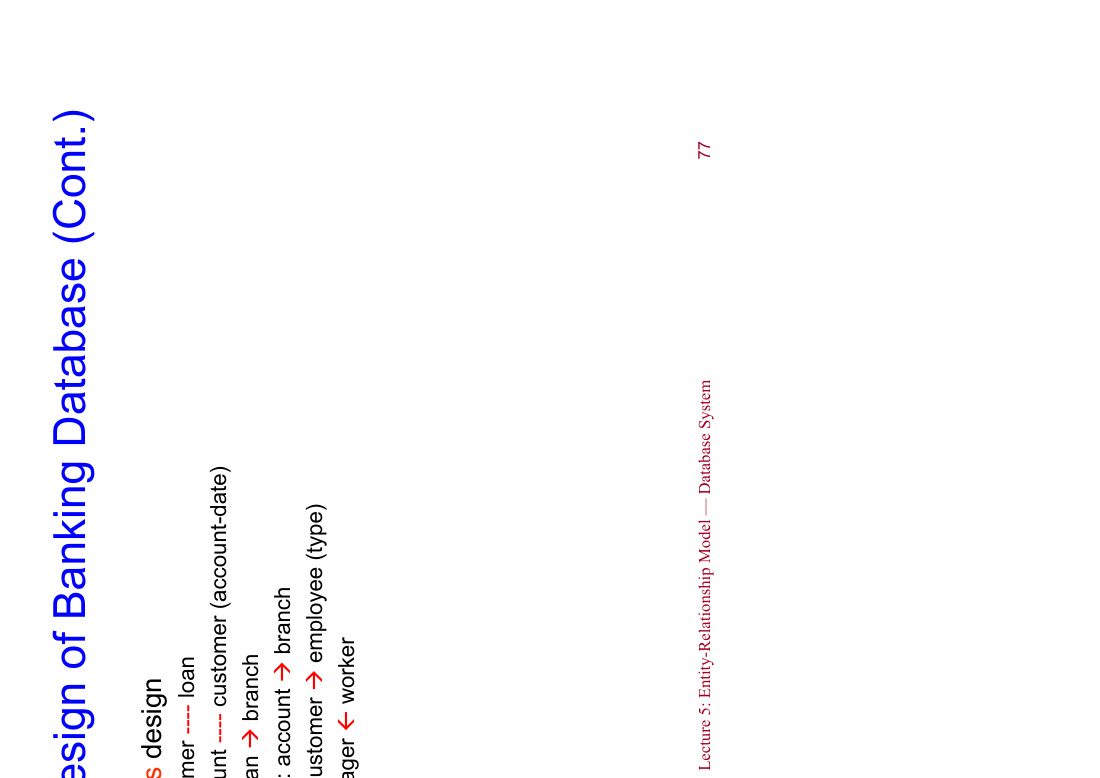 esign of Banking Database (Cont.)
s design
mer ---- loan
unt ---- customer (account-date)
an → branch
: account → branch
ustomer → employee (type)
ager ← worker
Lecture 5: Entity-Relationship Model — Database System 77